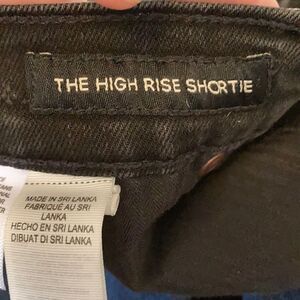 THE HIGH RISE SHORTIE
MADE IN SRI LANKA
FABRIQUÉ AU SRI
LANKA
HECHO EN SRI LANKA
DIBUAT DI SRI LANKA